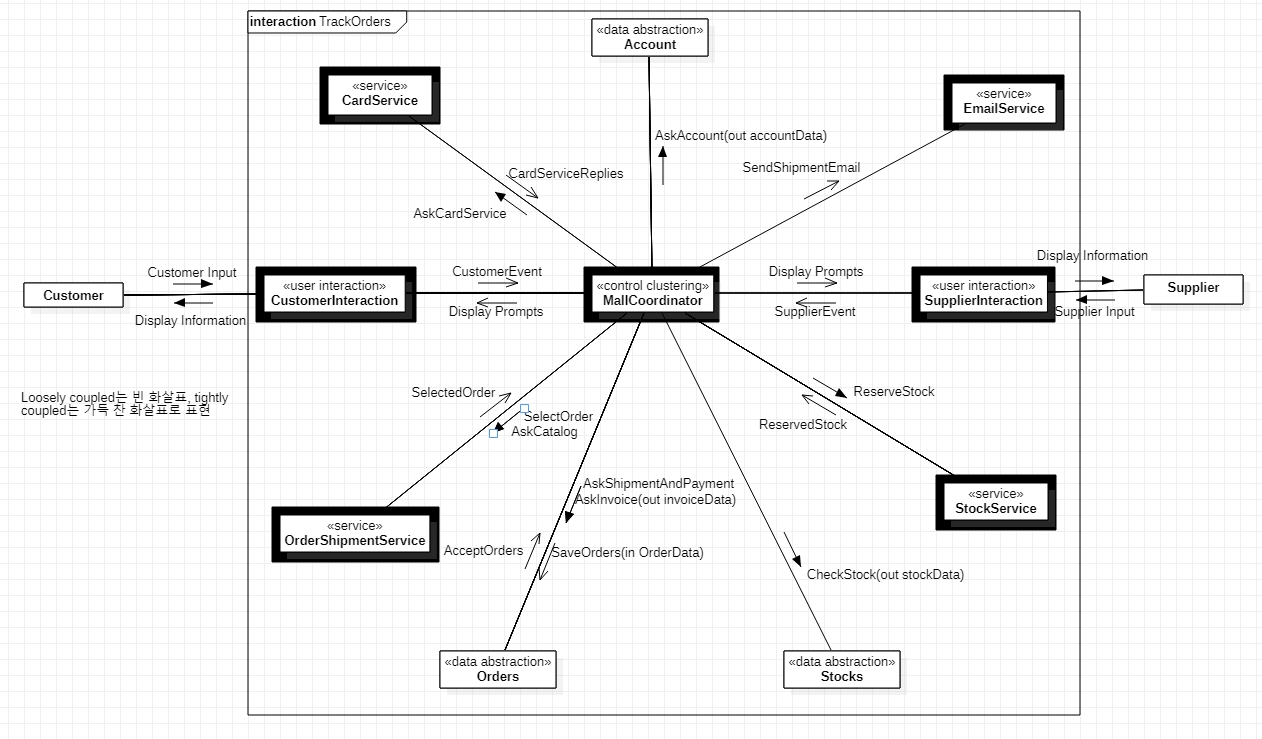 interaction TrackOrders
«data abstraction»
Account
«service»
CardService
«service»
EmailService
AskAccount(out accountData)
CardServiceReplies
SendShipmentEmail
AskCardService
Customer Input
Customer
Display Information
«user interaction»
CustomerInteraction
CustomerEvent
Display Prompts
«control clustering»
MallCoordinator
Display Prompts
SupplierEvent
«user interaction»
SupplierInteraction
Display Information
Supplier Input
Supplier
Loosely coupled는 빈 화살표, tightly
coupled는 가득 찬 화살표로 표현
SelectedOrder
SelectOrder
AskCatalog
ReserveStock
ReservedStock
AskShipmentAndPayment
AskInvoice(out invoiceData)
«service»
StockService
«service»
OrderShipmentService
AcceptOrders
SaveOrders(in OrderData)
CheckStock(out stockData)
«data abstraction»
Orders
«data abstraction»
Stocks